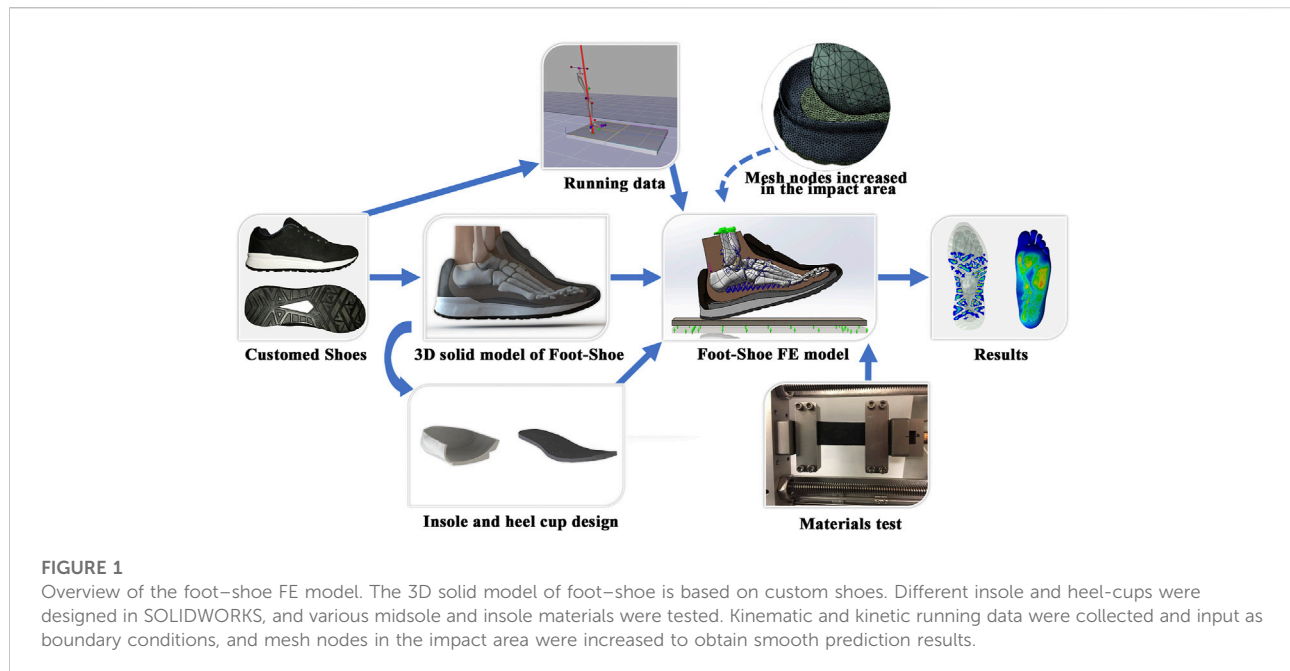 Running data
Mesh nodes increased
in the impact area
Customed Shoes
3D solid model of Foot-Shoe
Foot-Shoe FE model
Results
Insole and heel cup design
Materials test
FIGURE 1
Overview of the foot–shoe FE model. The 3D solid model of foot–shoe is based on custom shoes. Different insole and heel-cups were
designed in SOLIDWORKS, and various midsole and insole materials were tested. Kinematic and kinetic running data were collected and input as
boundary conditions, and mesh nodes in the impact area were increased to obtain smooth prediction results.